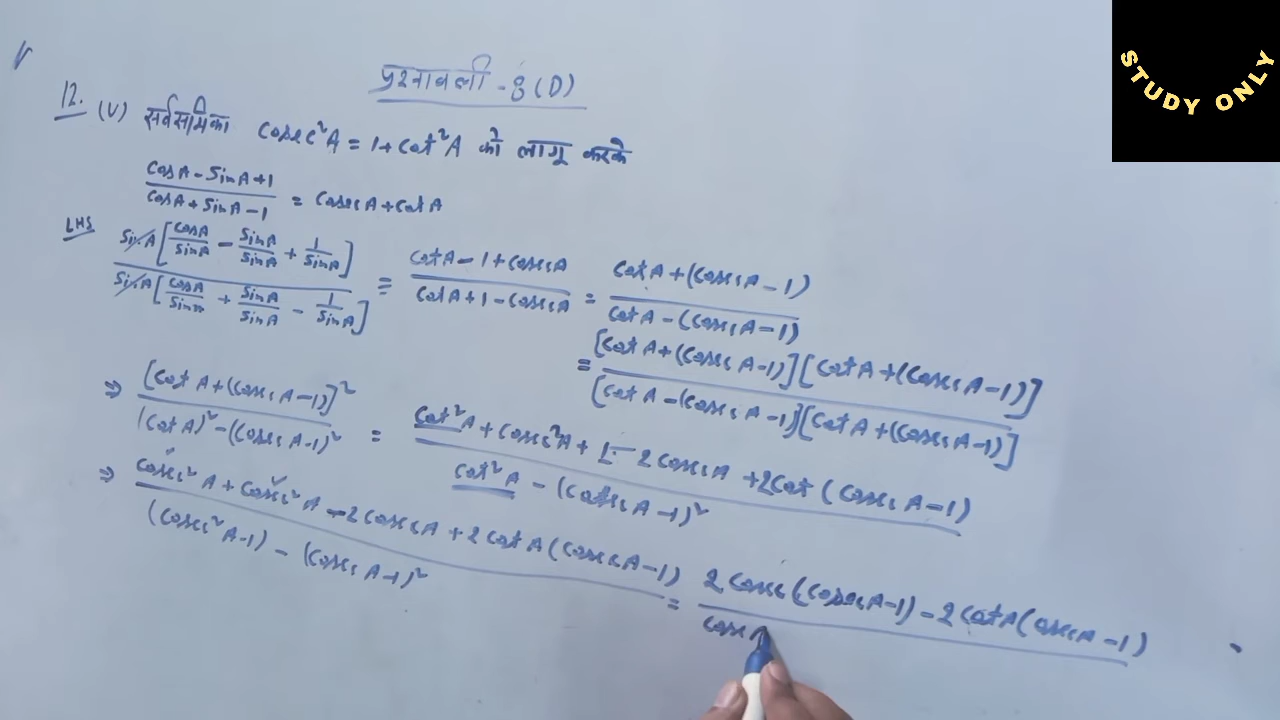 STUDY ONLY
प्रश्नावली - 8(D)
12. (V) सर्वसमिका cosec²A = 1 + cot²A को लागू करके
(cosA - sinA + 1)/(cosA + sinA - 1) = cosecA + cotA
LHS sinA[cosA/sinA - sinA/sinA + 1/sinA] / sinA[cosA/sinA + sinA/sinA - 1/sinA] = (cotA - 1 + cosecA)/(cotA + 1 - cosecA) = (cotA + (cosecA - 1))/(cotA - (cosecA - 1))
= [cotA + (cosecA - 1)][cotA + (cosecA - 1)] / [cotA - (cosecA - 1)][cotA + (cosecA - 1)]
⇒ [cotA + (cosecA - 1)]² / (cotA)² - (cosecA - 1)² = cot²A + cosec²A + 1 - 2cosecA + 2cot(cosecA - 1) / cot²A - (cotsecA - 1)²
⇒ cosec²A + cosec²A - 2cosecA + 2cotA(cosecA - 1) / (cosec²A - 1) - (cosecA - 1)² = 2cosec(cosecA - 1) - 2cotA(cosecA - 1) / cosecA